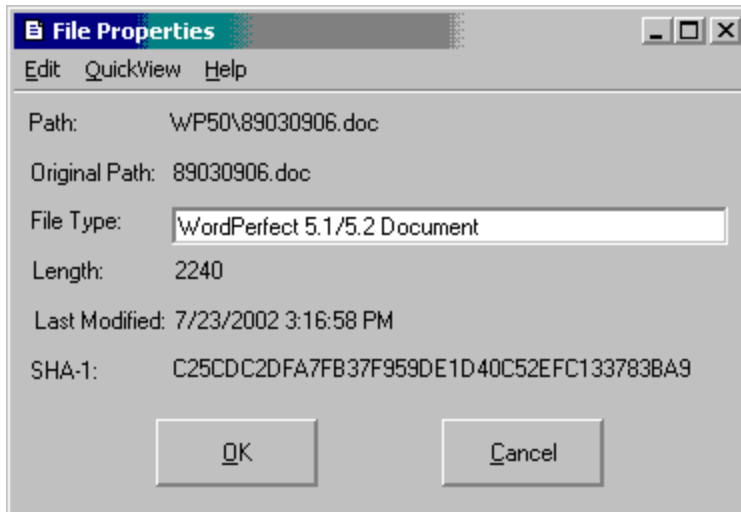 File Properties
Edit QuickView Help
Path: WP50\89030906.doc
Original Path: 89030906.doc
File Type: WordPerfect 5.1/5.2 Document
Length: 2240
Last Modified: 7/23/2002 3:16:58 PM
SHA-1: C25CDC2DFA7FB37F959DE1D40C52EFC133783BA9
OK Cancel